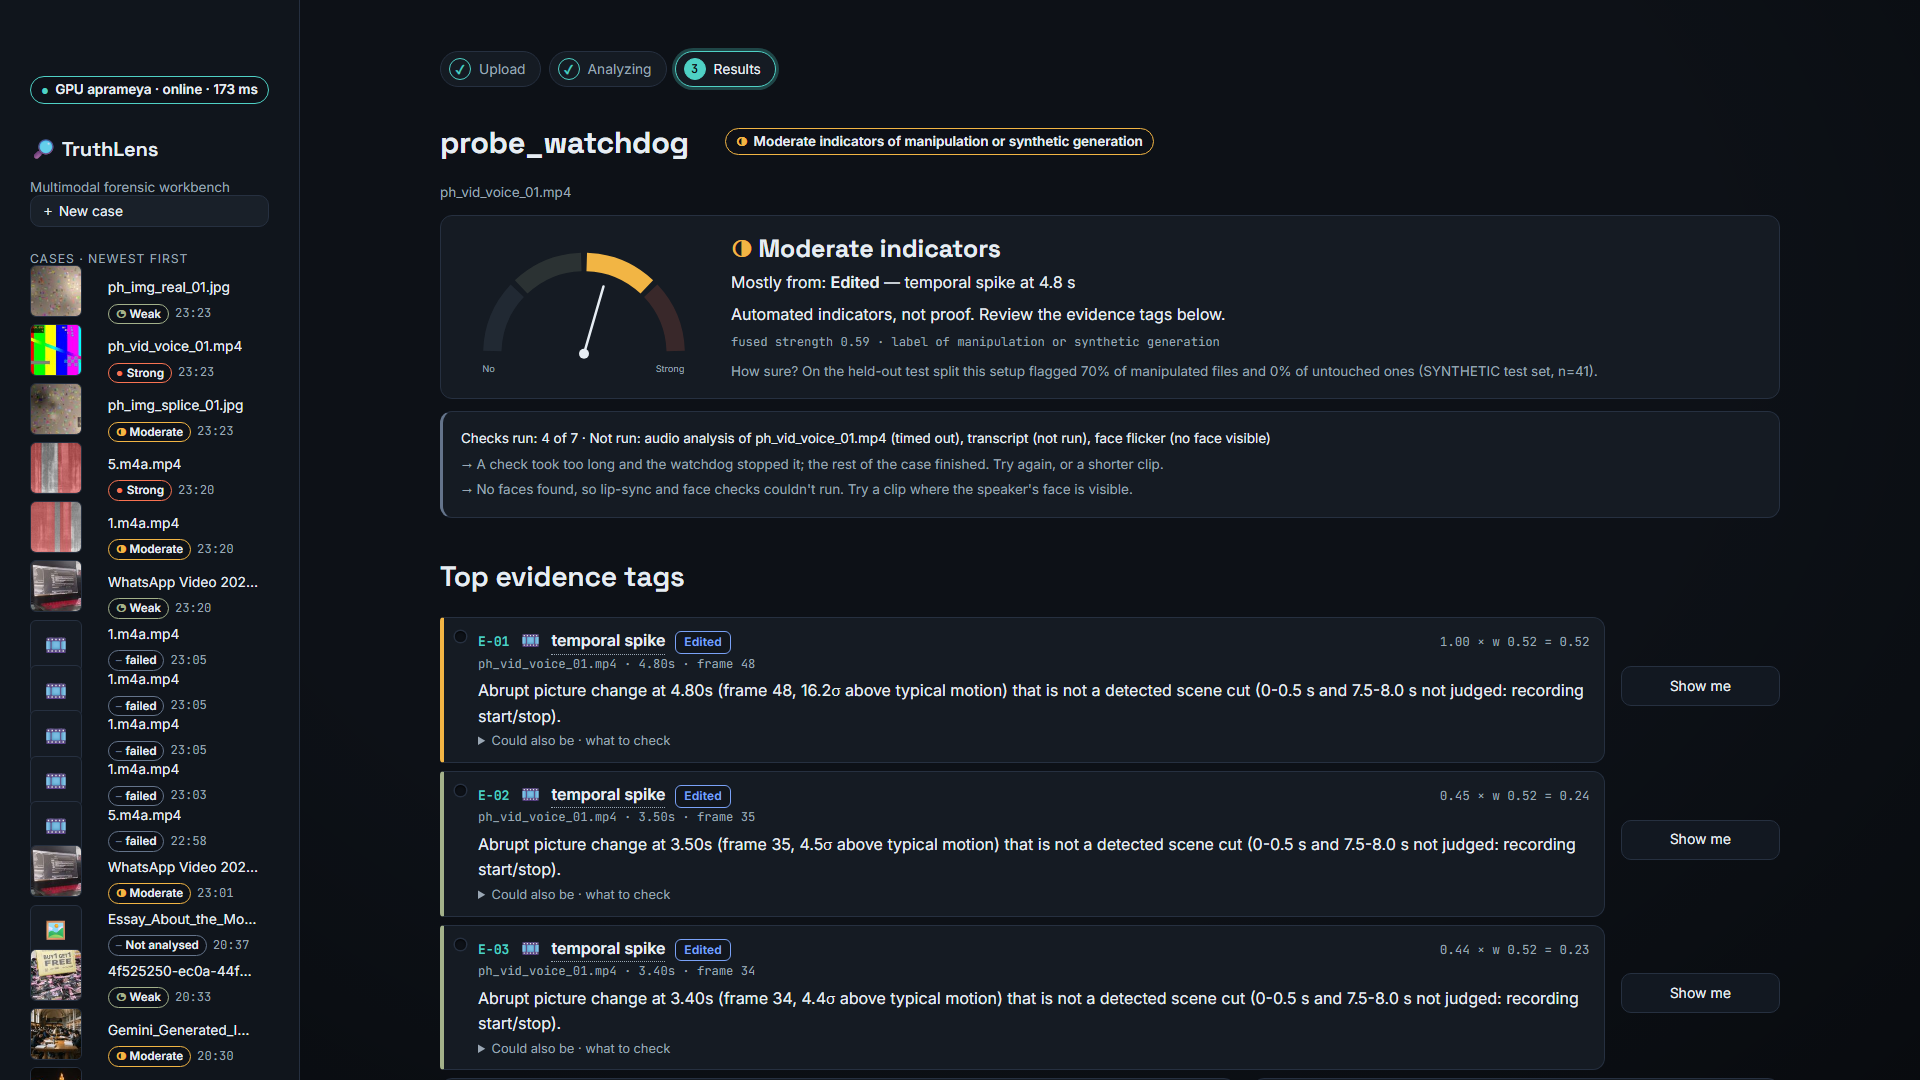 GPU aprameya · online · 173 ms
TruthLens
Multimodal forensic workbench
+ New case
CASES · NEWEST FIRST
ph_img_real_01.jpg
Weak 23:23
ph_vid_voice_01.mp4
Strong 23:23
ph_img_splice_01.jpg
Moderate 23:23
5.m4a.mp4
Strong 23:20
1.m4a.mp4
Moderate 23:20
WhatsApp Video 202...
Weak 23:20
1.m4a.mp4
– failed 23:05
1.m4a.mp4
– failed 23:05
1.m4a.mp4
– failed 23:05
1.m4a.mp4
– failed 23:03
5.m4a.mp4
– failed 22:58
WhatsApp Video 202...
Moderate 23:01
Essay_About_the_Mo...
– Not analysed 20:37
BUY 1 GET 1
FREE
4f525250-ec0a-44f...
Weak 20:33
Gemini_Generated_I...
Moderate 20:30
✓ Upload ✓ Analyzing 3 Results
probe_watchdog Moderate indicators of manipulation or synthetic generation
ph_vid_voice_01.mp4
No Strong
Moderate indicators
Mostly from: Edited — temporal spike at 4.8 s
Automated indicators, not proof. Review the evidence tags below.
fused strength 0.59 · label of manipulation or synthetic generation
How sure? On the held-out test split this setup flagged 70% of manipulated files and 0% of untouched ones (SYNTHETIC test set, n=41).
Checks run: 4 of 7 · Not run: audio analysis of ph_vid_voice_01.mp4 (timed out), transcript (not run), face flicker (no face visible)
→ A check took too long and the watchdog stopped it; the rest of the case finished. Try again, or a shorter clip.
→ No faces found, so lip-sync and face checks couldn't run. Try a clip where the speaker's face is visible.
Top evidence tags
E-01 temporal spike Edited 1.00 × w 0.52 = 0.52
ph_vid_voice_01.mp4 · 4.80s · frame 48
Abrupt picture change at 4.80s (frame 48, 16.2σ above typical motion) that is not a detected scene cut (0-0.5 s and 7.5-8.0 s not judged: recording
start/stop).
▶ Could also be · what to check
Show me
E-02 temporal spike Edited 0.45 × w 0.52 = 0.24
ph_vid_voice_01.mp4 · 3.50s · frame 35
Abrupt picture change at 3.50s (frame 35, 4.5σ above typical motion) that is not a detected scene cut (0-0.5 s and 7.5-8.0 s not judged: recording
start/stop).
▶ Could also be · what to check
Show me
E-03 temporal spike Edited 0.44 × w 0.52 = 0.23
ph_vid_voice_01.mp4 · 3.40s · frame 34
Abrupt picture change at 3.40s (frame 34, 4.4σ above typical motion) that is not a detected scene cut (0-0.5 s and 7.5-8.0 s not judged: recording
start/stop).
▶ Could also be · what to check
Show me